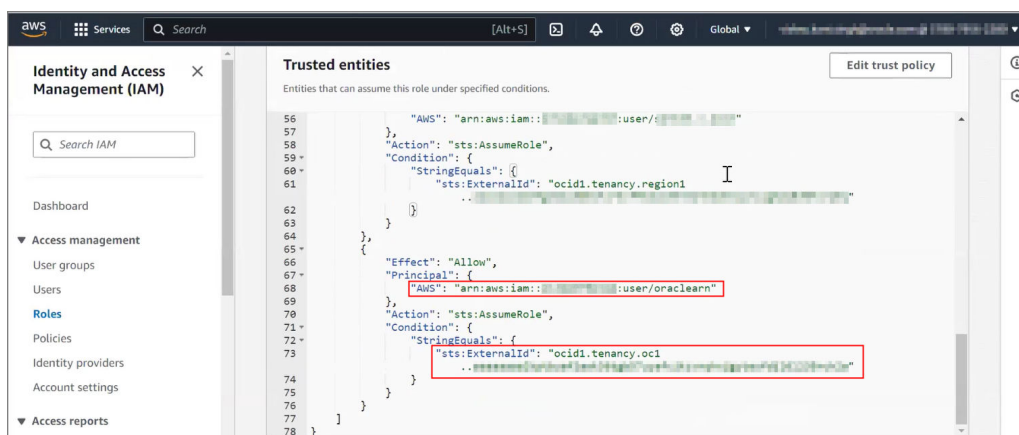 aws
Services
Search
[Alt+S]
Global
Identity and Access
Management (IAM)
Search IAM
Dashboard
Access management
User groups
Users
Roles
Policies
Identity providers
Account settings
Access reports
Trusted entities
Edit trust policy
Entities that can assume this role under specified conditions.
56 "AWS": "arn:aws:iam:: :user/ "
57 },
58 "Action": "sts:AssumeRole",
59 "Condition": {
60 "StringEquals": {
61 "sts:ExternalId": "ocid1.tenancy.region1
.. "
62 }
63 }
64 },
65 {
66 "Effect": "Allow",
67 "Principal": {
68 "AWS": "arn:aws:iam:: :user/oraclearn"
69 },
70 "Action": "sts:AssumeRole",
71 "Condition": {
72 "StringEquals": {
73 "sts:ExternalId": "ocid1.tenancy.oc1
.. "
74 }
75 }
76 }
77 ]
78 }